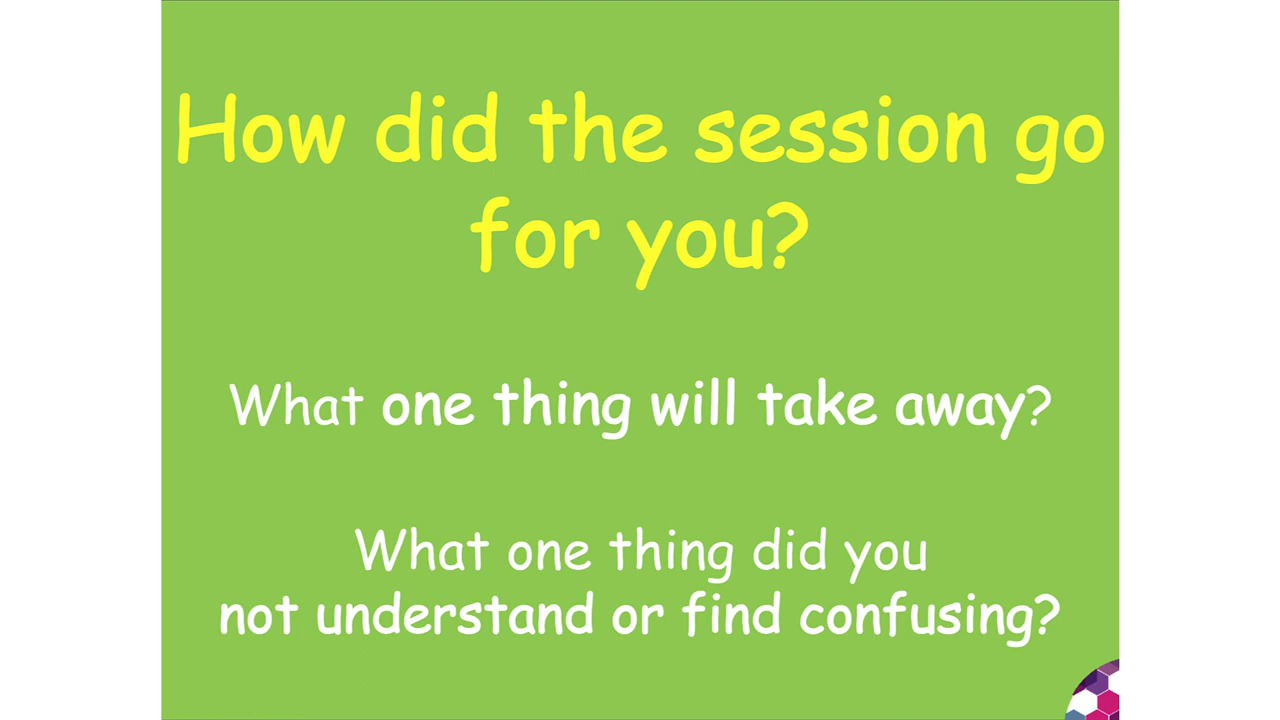 How did the session go
for you?
What one thing will take away?
What one thing did you
not understand or find confusing?